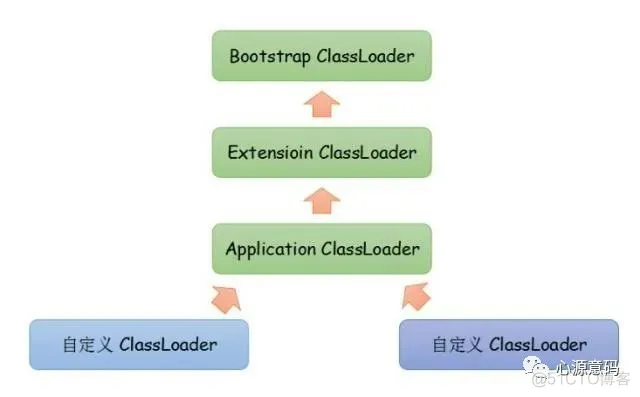 Bootstrap ClassLoader
Extensioin ClassLoader
Application ClassLoader
自定义 ClassLoader
自定义 ClassLoader
心源意码
@51CTO博客